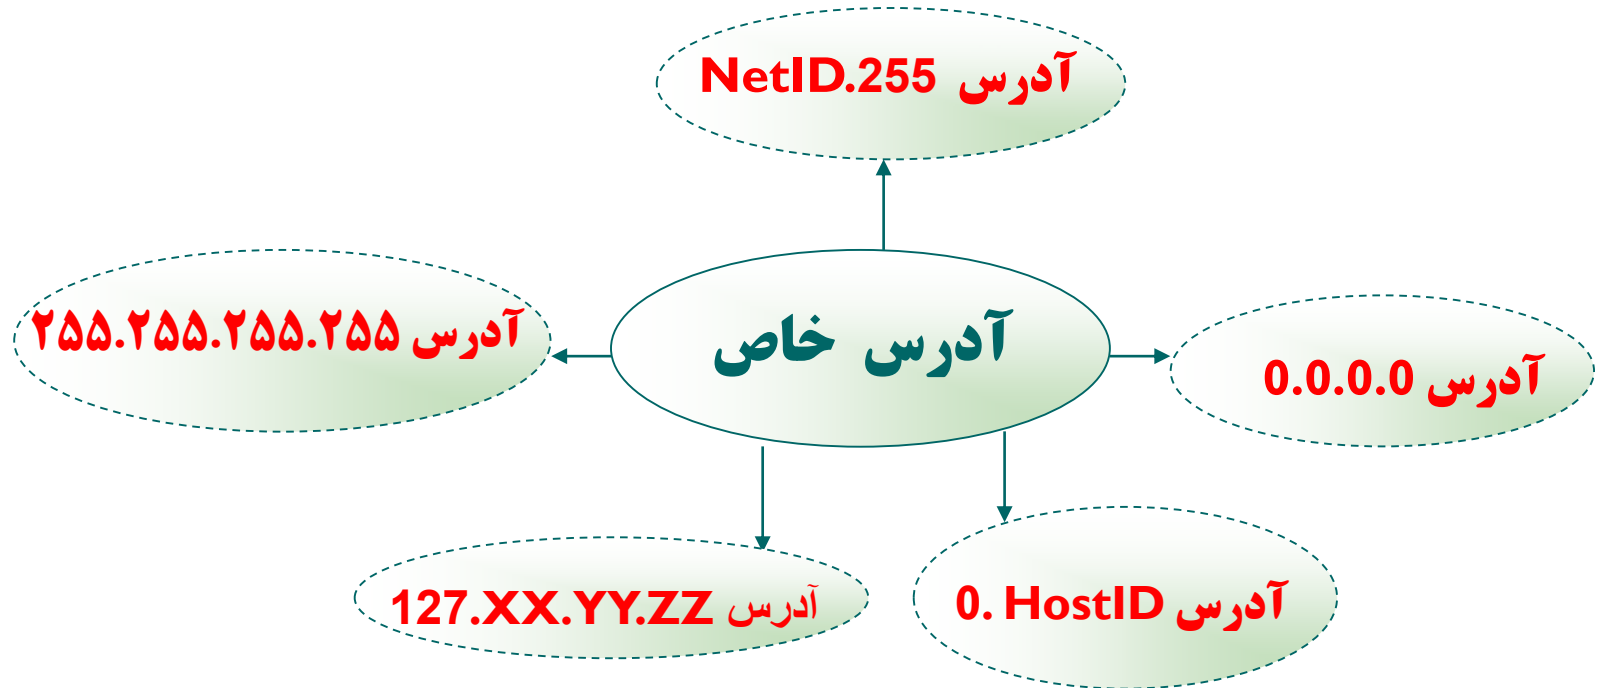 آدرس NetID.255
آدرس خاص
آدرس ۲۵۵.۲۵۵.۲۵۵.۲۵۵
آدرس 0.0.0.0
آدرس 127.XX.YY.ZZ
آدرس 0. HostID